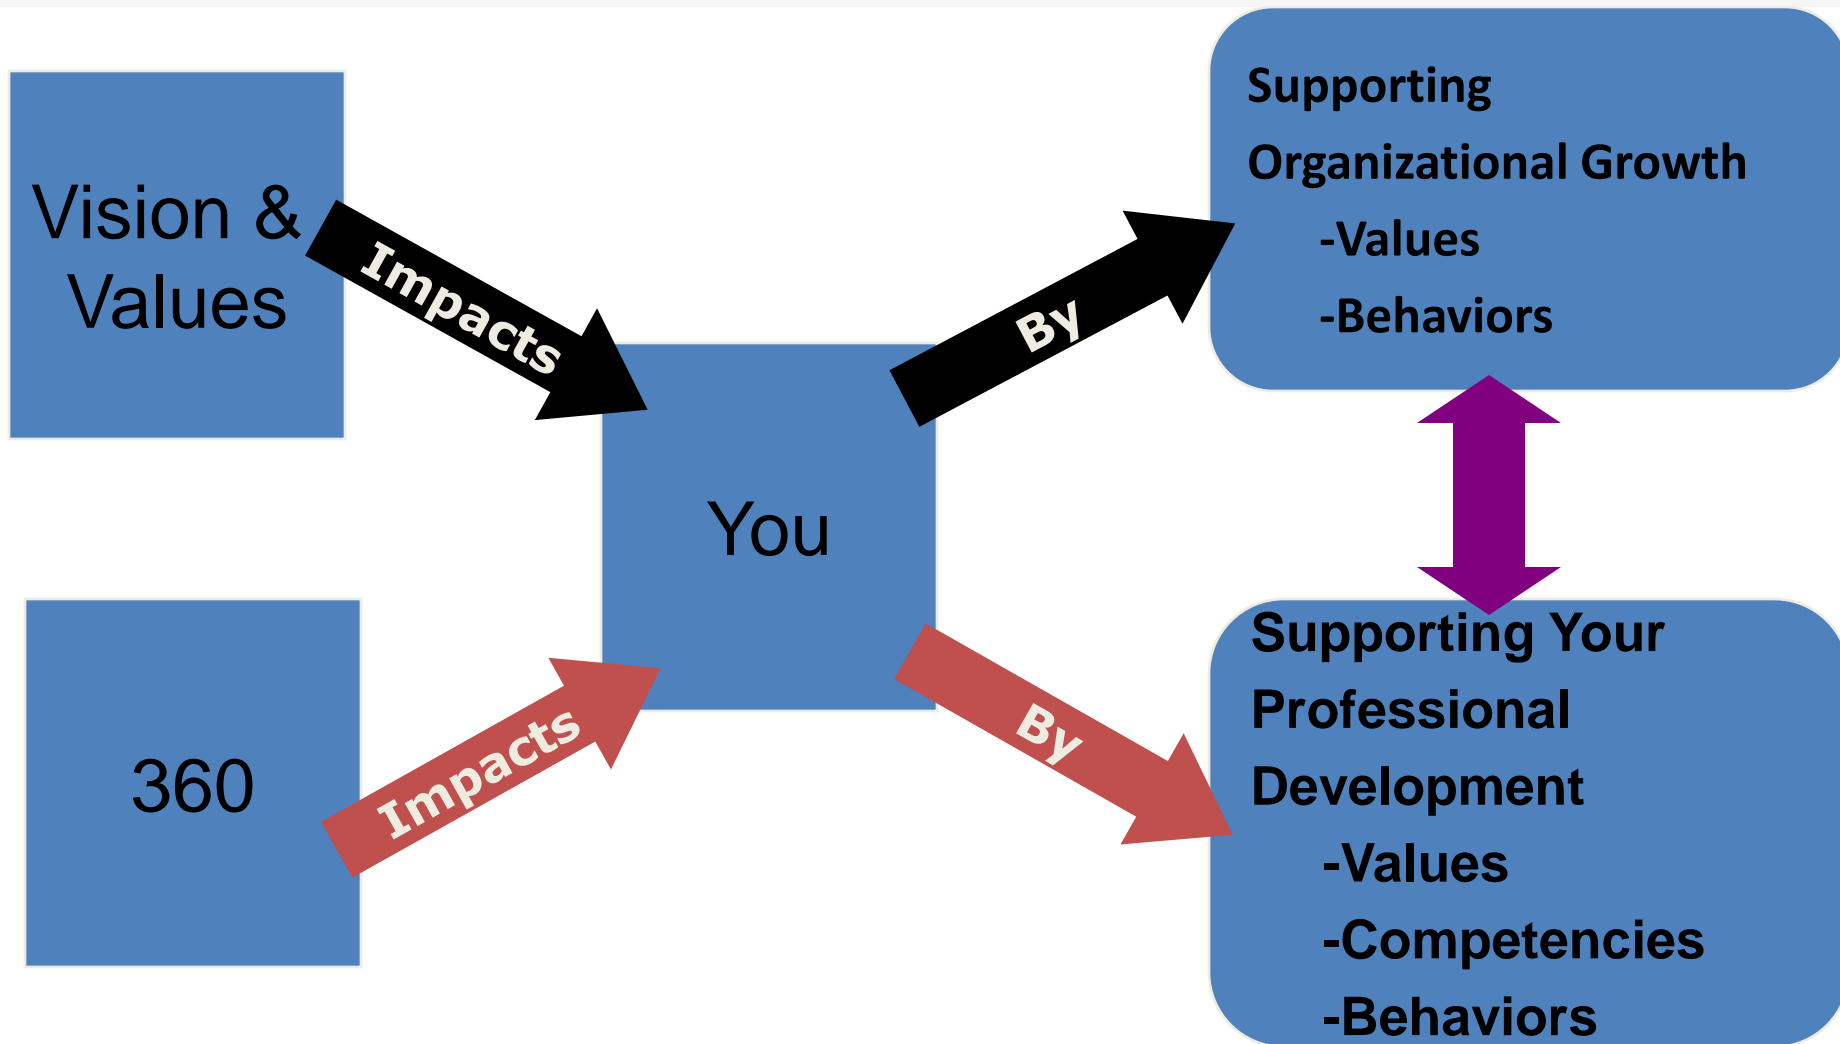 Vision &
Values
Impacts
You
By
Supporting
Organizational Growth
-Values
-Behaviors
360
Impacts
By
Supporting Your
Professional
Development
-Values
-Competencies
-Behaviors